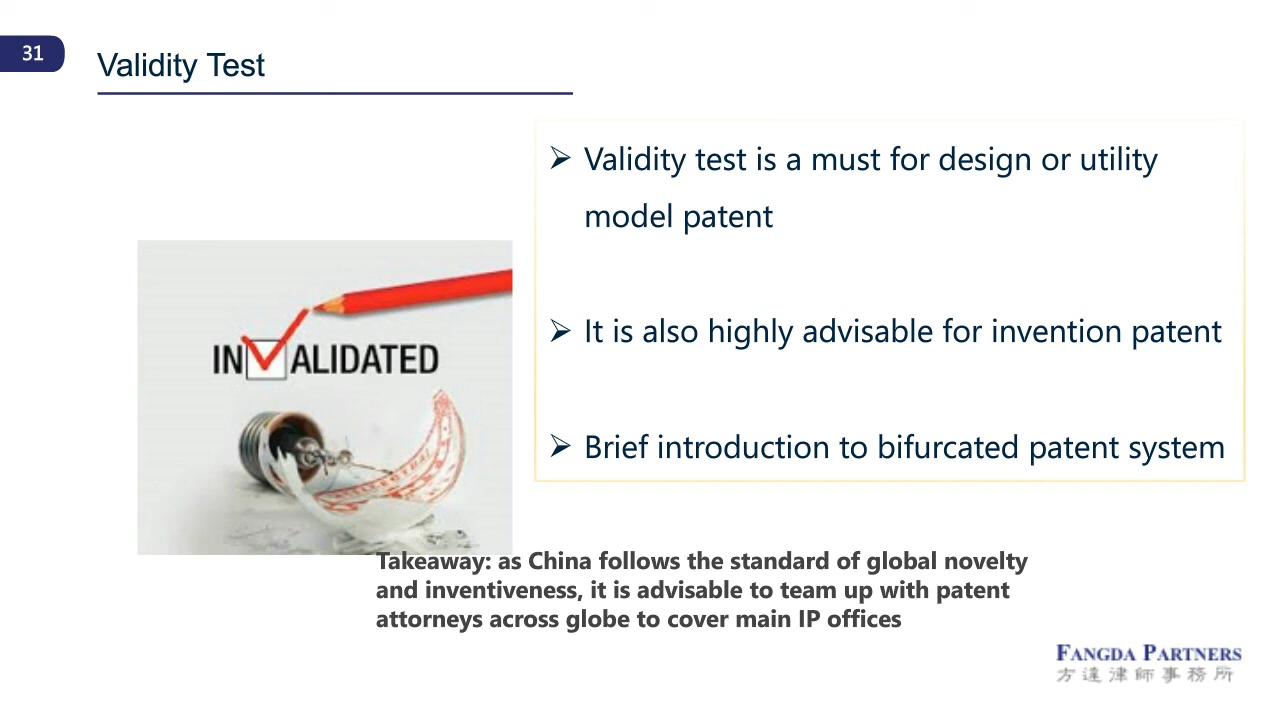 31
Validity Test
➢ Validity test is a must for design or utility
model patent
➢ It is also highly advisable for invention patent
➢ Brief introduction to bifurcated patent system
INVALIDATED
Takeaway: as China follows the standard of global novelty
and inventiveness, it is advisable to team up with patent
attorneys across globe to cover main IP offices
FANGDA PARTNERS
方達律師事務所